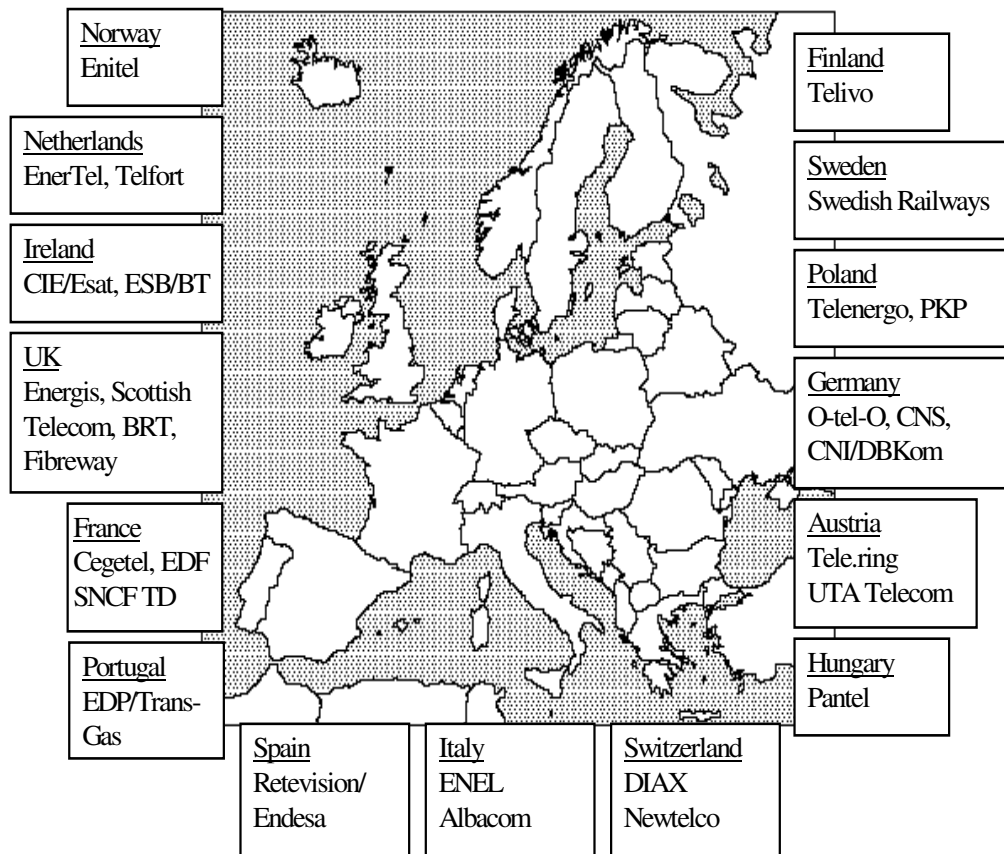 Norway
Enitel
Netherlands
EnerTel, Telfort
Ireland
CIE/Esat, ESB/BT
UK
Energis, Scottish
Telecom, BRT,
Fibreway
France
Cegetel, EDF
SNCF TD
Portugal
EDP/Trans-
Gas
Spain
Retevision/
Endesa
Italy
ENEL
Albacom
Switzerland
DIAX
Newtelco
Finland
Telivo
Sweden
Swedish Railways
Poland
Telenergo, PKP
Germany
O-tel-O, CNS,
CNI/DBKom
Austria
Tele.ring
UTA Telecom
Hungary
Pantel